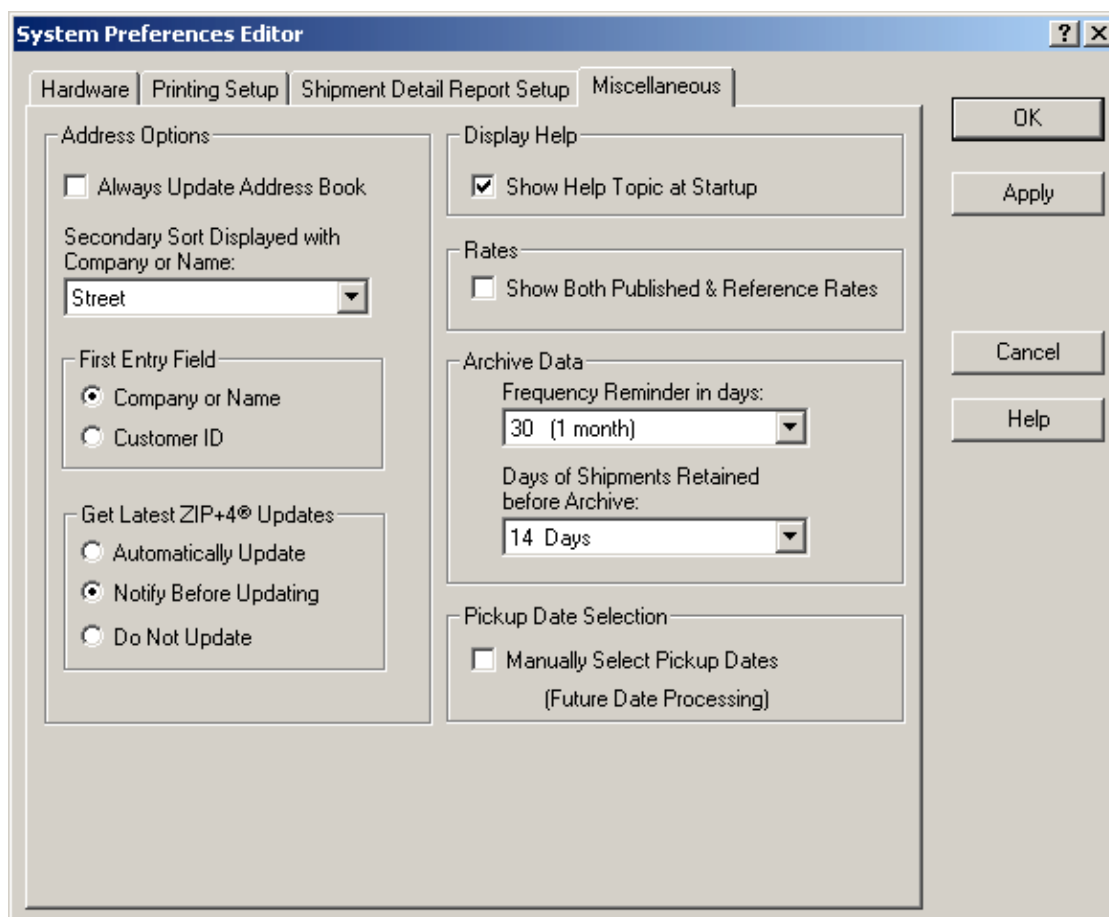 System Preferences Editor
Hardware
Printing Setup
Shipment Detail Report Setup
Miscellaneous
Address Options
Always Update Address Book
Secondary Sort Displayed with
Company or Name:
Street
First Entry Field
Company or Name
Customer ID
Get Latest ZIP+4® Updates
Automatically Update
Notify Before Updating
Do Not Update
Display Help
Show Help Topic at Startup
Rates
Show Both Published & Reference Rates
Archive Data
Frequency Reminder in days:
30 (1 month)
Days of Shipments Retained
before Archive:
14 Days
Pickup Date Selection
Manually Select Pickup Dates
(Future Date Processing)
OK
Apply
Cancel
Help